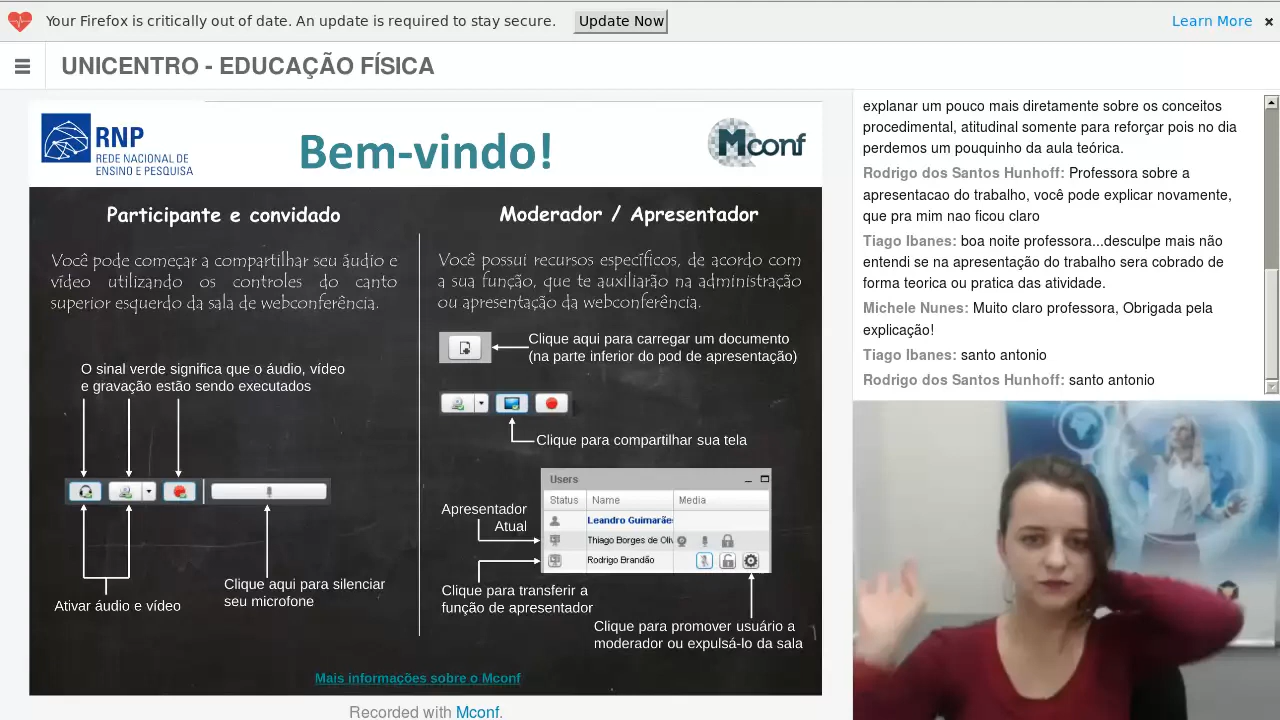 Your Firefox is critically out of date. An update is required to stay secure.
Update Now
Learn More
UNICENTRO - EDUCAÇÃO FÍSICA
RNP
REDE NACIONAL DE
ENSINO E PESQUISA
Bem-vindo!
Mconf
Participante e convidado
Você pode começar a compartilhar seu áudio e
vídeo utilizando os controles do canto
superior esquerdo da sala de webconferência.
O sinal verde significa que o áudio, vídeo
e gravação estão sendo executados
Ativar áudio e vídeo
Clique aqui para silenciar
seu microfone
Moderador / Apresentador
Você possui recursos específicos, de acordo com
a sua função, que te auxiliarão na administração
ou apresentação da webconferência.
Clique aqui para carregar um documento
(na parte inferior do pod de apresentação)
Clique para compartilhar sua tela
Users
Status Name Media
Leandro Guimarães
Thiago Borges de Oliv
Rodrigo Brandão
Apresentador
Atual
Clique para transferir a
função de apresentador
Clique para promover usuário a
moderador ou expulsá-lo da sala
Mais informações sobre o Mconf
Recorded with Mconf.
explanar um pouco mais diretamente sobre os conceitos
procedimental, atitudinal somente para reforçar pois no dia
perdemos um pouquinho da aula teórica.
Rodrigo dos Santos Hunhoff: Professora sobre a
apresentacao do trabalho, você pode explicar novamente,
que pra mim nao ficou claro
Tiago Ibanes: boa noite professora...desculpe mais não
entendi se na apresentação do trabalho sera cobrado de
forma teorica ou pratica das atividade.
Michele Nunes: Muito claro professora, Obrigada pela
explicação!
Tiago Ibanes: santo antonio
Rodrigo dos Santos Hunhoff: santo antonio